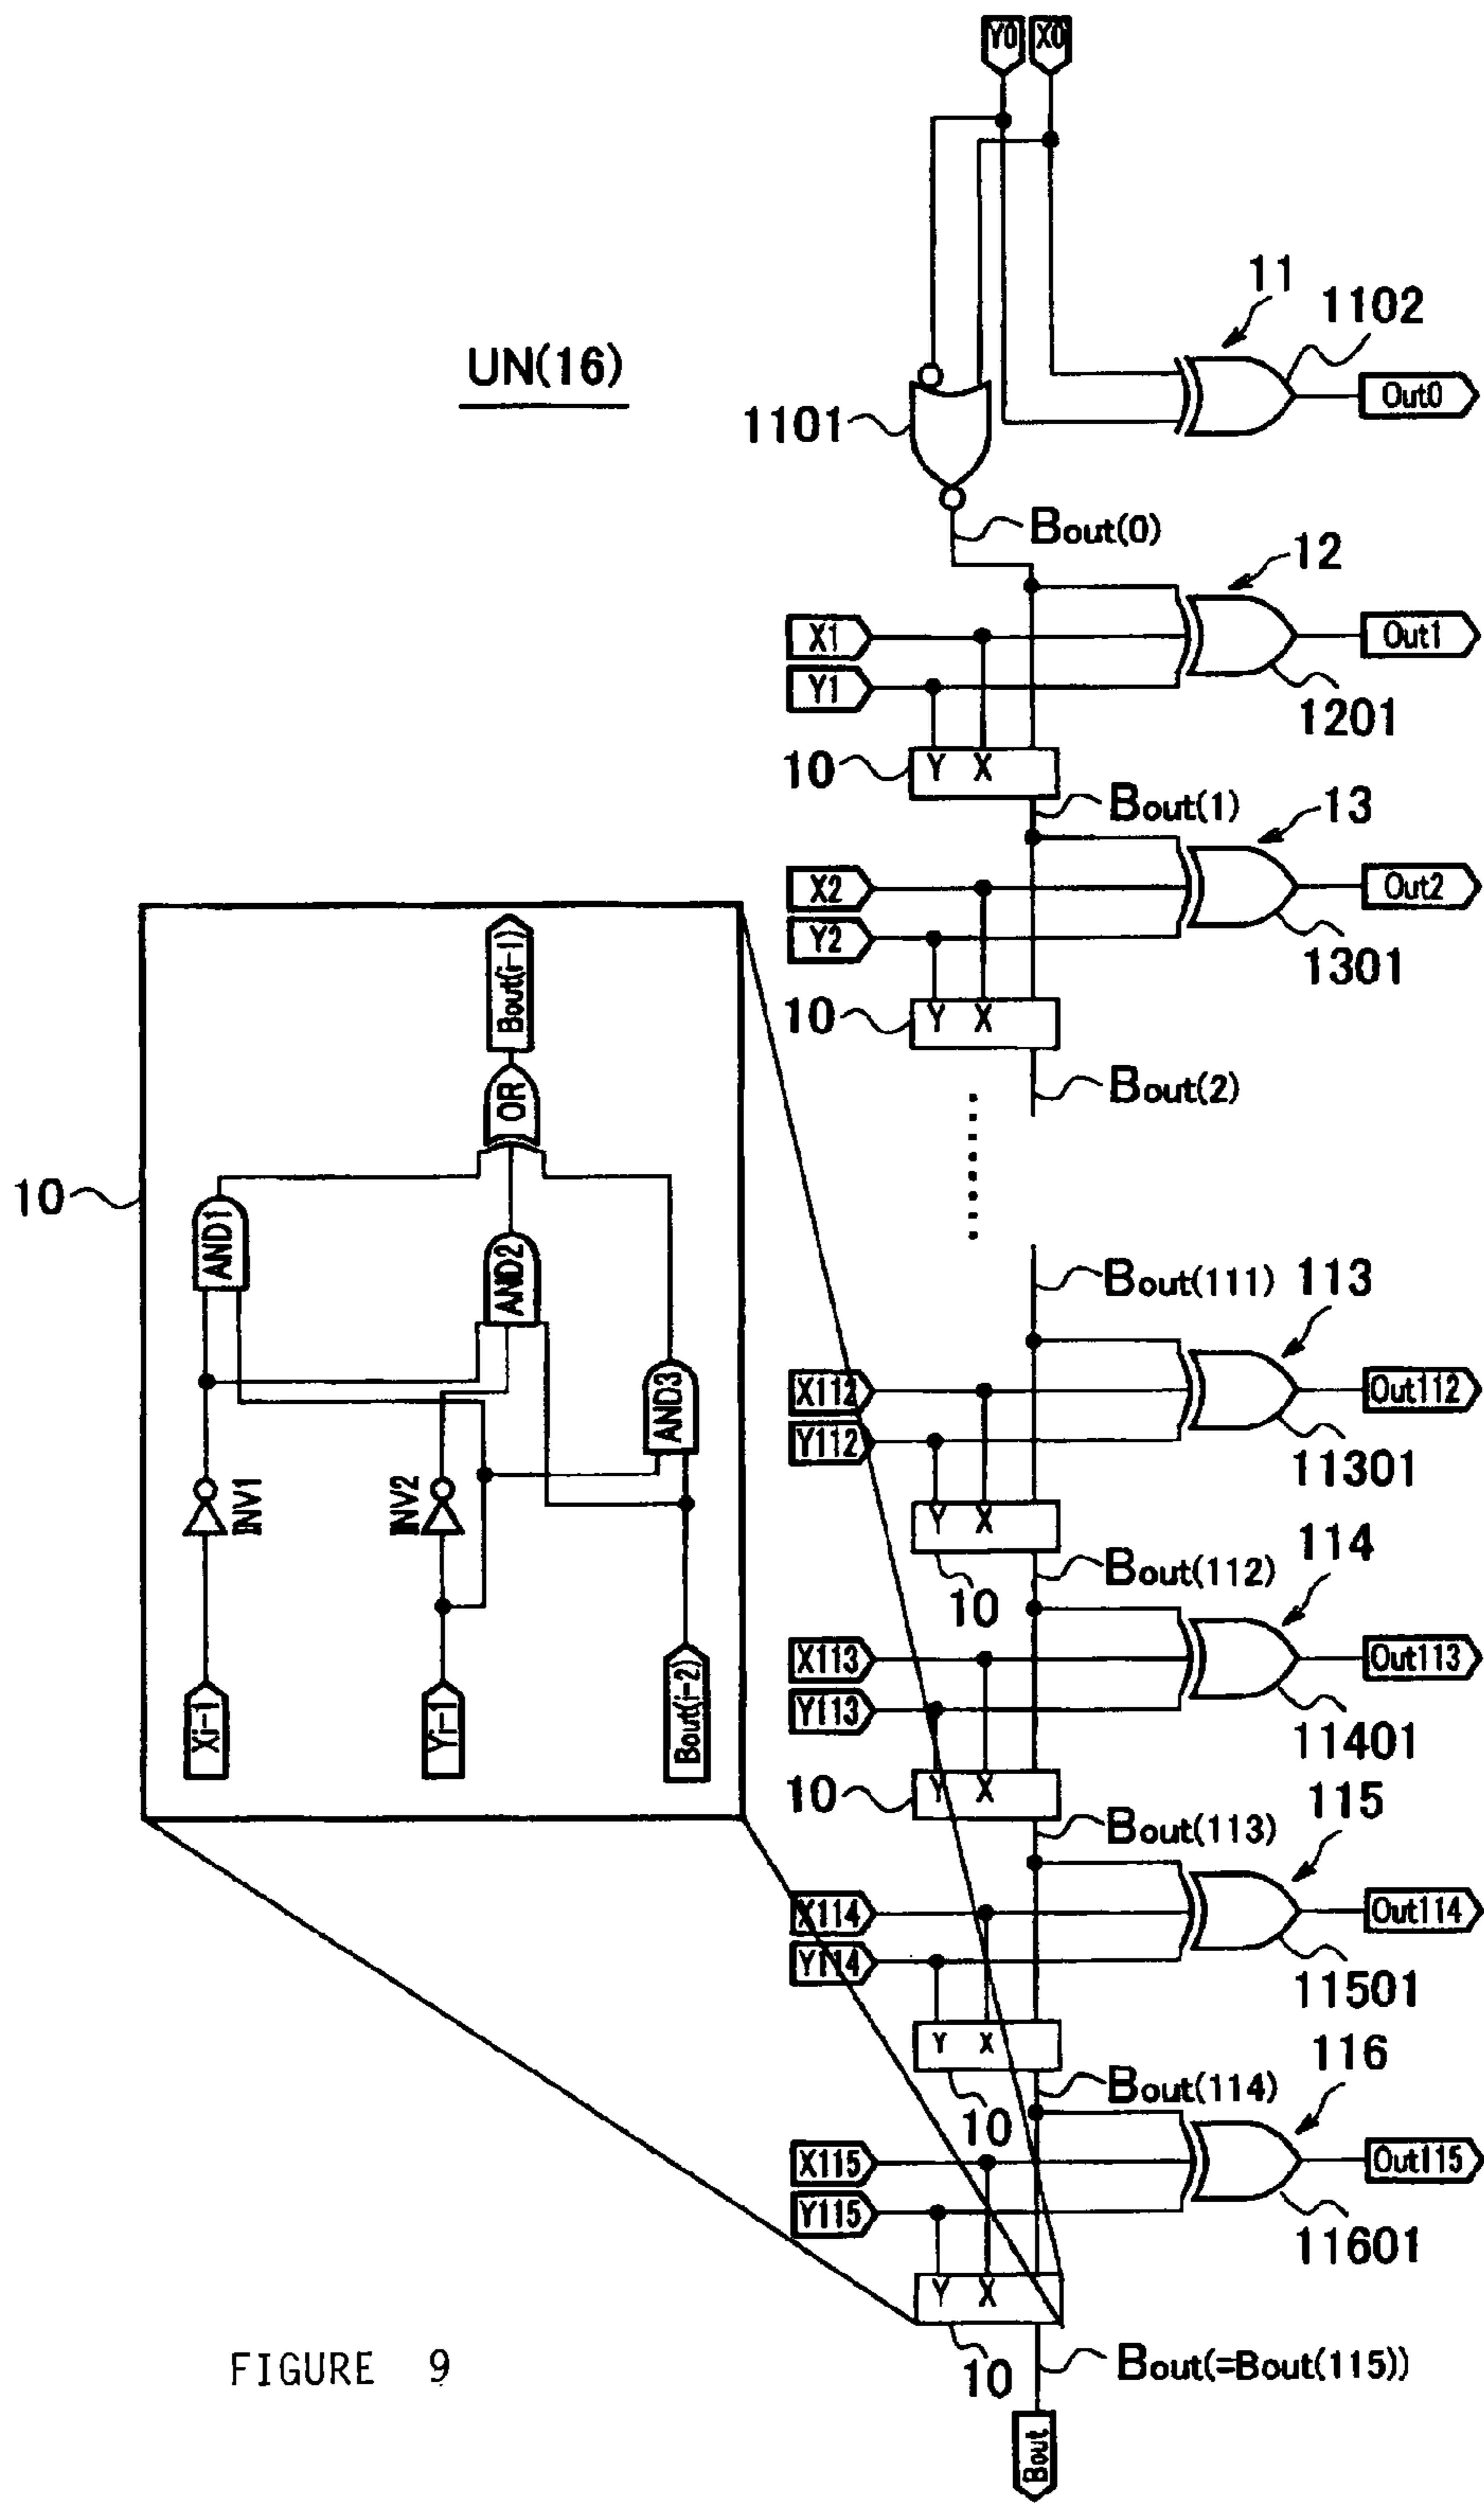 Y0 X0
11
1102
UN(16)
Out0
1101
Bout(0)
12
X1
Out1
Y1
1201
10
Y X
Bout(1)
13
X2
Out2
Y2
1301
10
Y X
Bout(2)
Bout(i-1)
OR
10
AND1
AND2
AND3
INV1
INV2
Xi-1
Yi-1
Bout(i-2)
Bout(111)
113
X112
Out112
Y112
11301
Y X
10
Bout(112)
114
X113
Out113
Y113
11401
10
Y X
Bout(113)
115
X114
Out114
Y114
11501
Y X
10
Bout(114)
116
X115
Out115
Y115
11601
Y X
10
Bout(=Bout(115))
Bout
FIGURE 9